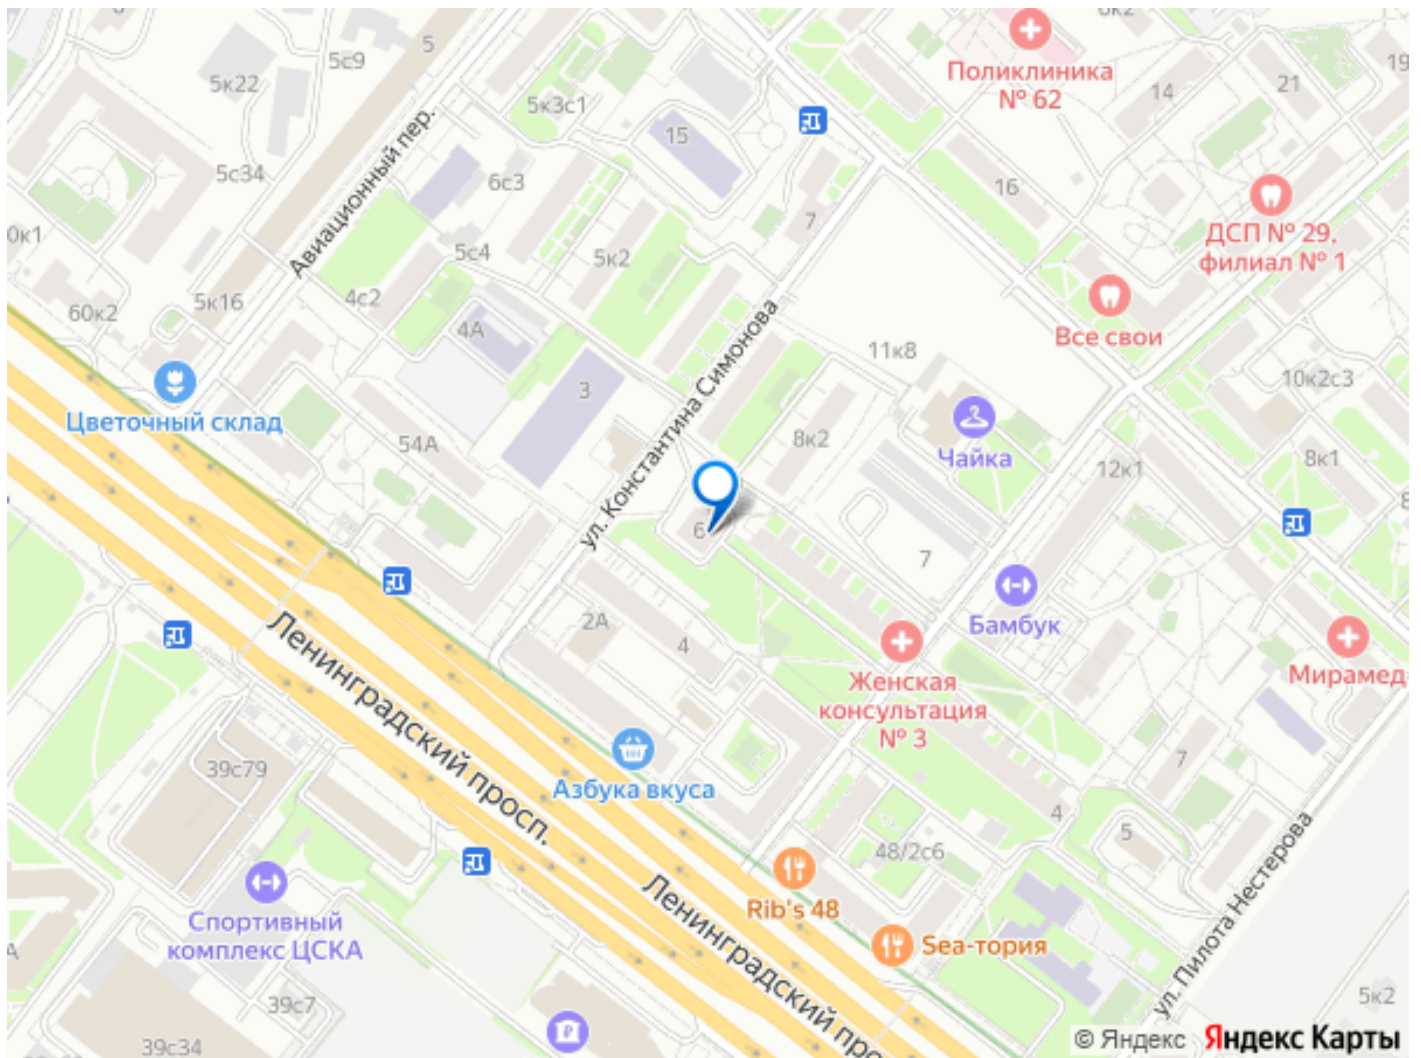 5
5с9
5к22
5с34
5к3с1
15
6с3
7
5с4
5к2
4с2
5к16
60к2
4А
3
54А
Авиационный пер.
ул. Константина Симонова
Поликлиника
№ 62
14
21
19
16
ДСП № 29,
филиал № 1
Все свои
11к8
10к2с3
Чайка
8к2
12к1
8к1
Цветочный склад
6
7
Бамбук
2А
4
Женская
консультация
№ 3
Мирамед
7
Ленинградский просп.
Азбука вкуса
39с79
4
5
48/2с6
Rib's 48
Sea-тория
Спортивный
комплекс ЦСКА
39с7
39с34
Ленинградский
ул. Пилота Нестерова
5к2
© Яндекс Яндекс Карты